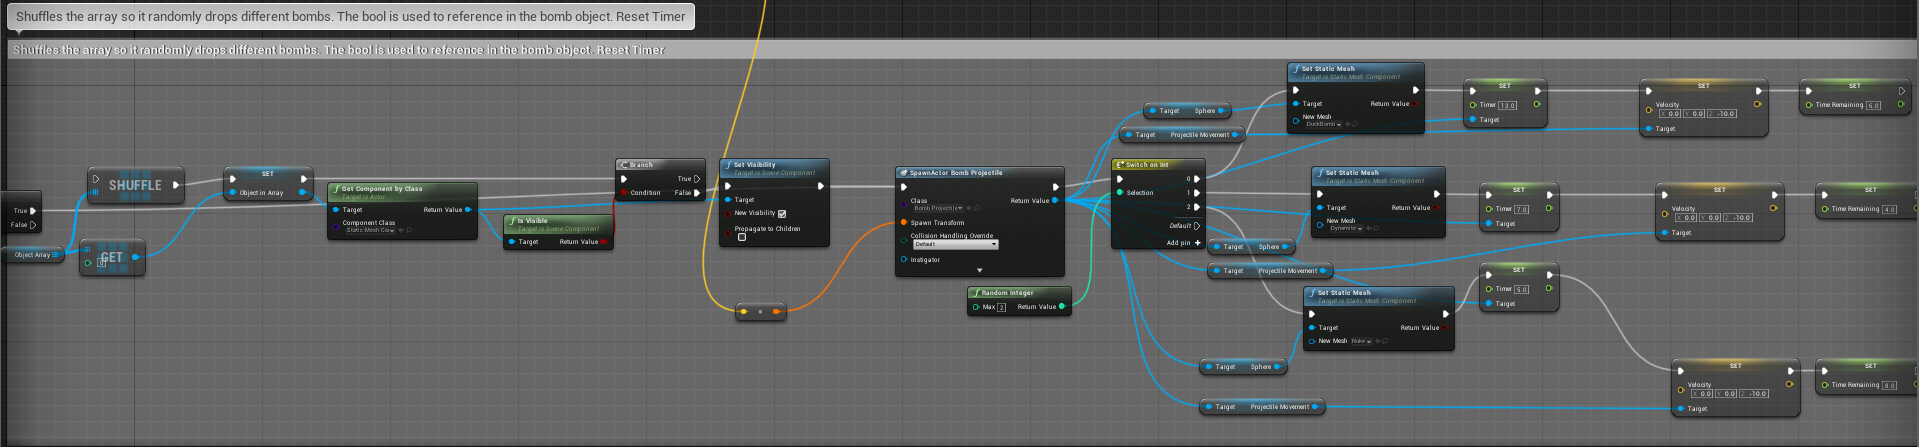 Shuffles the array so it randomly drops different bombs. The bool is used to reference in the bomb object. Reset Timer
Shuffles the array so it randomly drops different bombs. The bool is used to reference in the bomb object. Reset Timer
True
False
Object Array
SHUFFLE
GET
0
SET
Object in Array
Get Component by Class
Target is Actor
Target
Return Value
Component Class
Static Mesh Co
Is Visible
Target is Scene Component
Target
Return Value
Branch
True
Condition
False
Set Visibility
Target is Scene Component
Target
New Visibility
Propagate to Children
SpawnActor Bomb Projectile
Class
Return Value
Bomb Projectile
Spawn Transform
Collision Handling Override
Default
Instigator
Random Integer
Max 2
Return Value
Switch on Int
0
Selection
1
2
Default
Add pin +
Target Sphere
Target Projectile Movement
Set Static Mesh
Target is Static Mesh Component
Target
Return Value
New Mesh
DuckBomb
SET
Timer 13.0
Target
SET
Velocity
X 0.0 Y 0.0 Z -10.0
Target
SET
Time Remaining 6.0
Set Static Mesh
Target is Static Mesh Component
Target
Return Value
New Mesh
Dynamite
SET
Timer 7.0
Target
SET
Velocity
X 0.0 Y 0.0 Z -10.0
Target
SET
Time Remaining 4.0
Target Sphere
Target Projectile Movement
Set Static Mesh
Target is Static Mesh Component
Target
Return Value
New Mesh Nuke
SET
Timer 5.0
Target
Target Sphere
Target Projectile Movement
SET
Velocity
X 0.0 Y 0.0 Z -10.0
Target
SET
Time Remaining 8.0